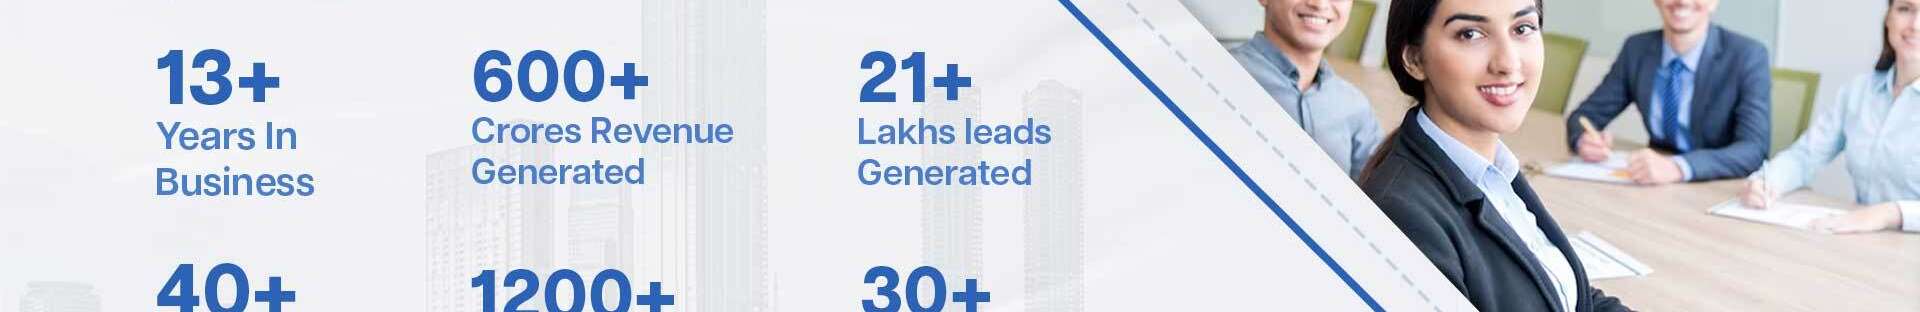 13+
Years In
Business
600+
Crores Revenue
Generated
21+
Lakhs leads
Generated
40+
1200+
30+